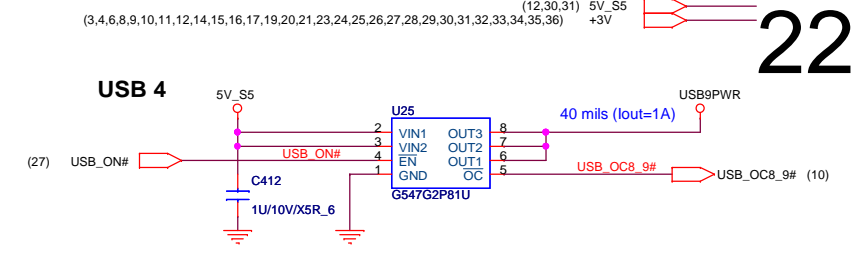 (12,30,31) 5V_S5
(3,4,6,8,9,10,11,12,14,15,16,17,19,20,21,23,24,25,26,27,28,29,30,31,32,33,34,35,36) +3V
22
USB 4
5V_S5
U25
USB9PWR
40 mils (Iout=1A)
2 VIN1 OUT3 8
3 VIN2 OUT2 7
(27) USB_ON# USB_ON# 4 EN OUT1 6
1 GND OC 5 USB_OC8_9# USB_OC8_9# (10)
C412
G547G2P81U
1U/10V/X5R_6